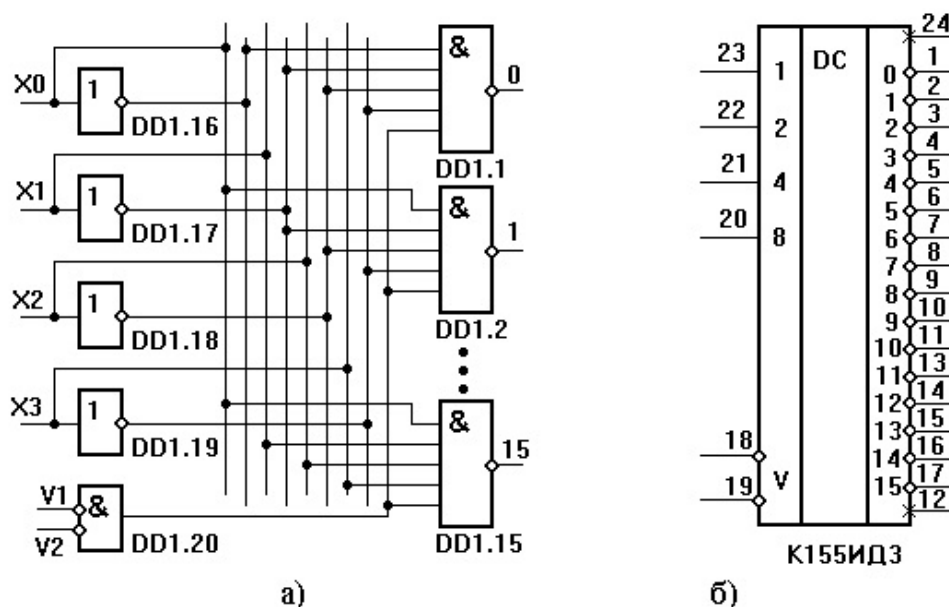 X0
1
DD1.16
&
0
DD1.1
X1
1
DD1.17
&
1
DD1.2
X2
1
DD1.18
X3
1
DD1.19
&
15
DD1.15
V1
V2
&
DD1.20
а)
DC
23
1
22
2
21
4
20
8
18
19
V
24
0 1
1 2
2 3
3 4
4 5
5 6
6 7
7 8
8 9
9 10
10 11
11 13
12 14
13 15
14 16
15 17
12
К155ИД3
б)